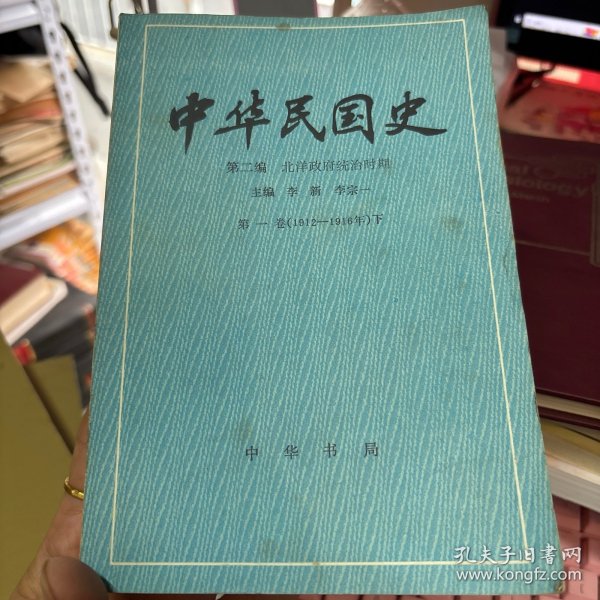 中华民国史
第二编 北洋政府统治时期
主编 李新 李宗一
第一卷(1912—1916年)下
中华书局
孔夫子旧书网
www.kongfz.com